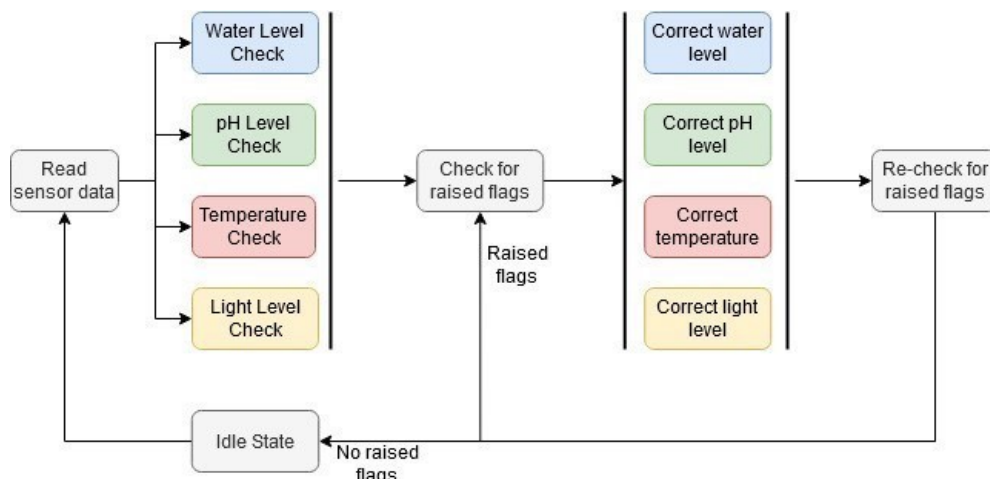 Water Level
Check
Correct water
level
pH Level
Check
Correct pH
level
Read
sensor data
Check for
raised flags
Re-check for
raised flags
Temperature
Check
Correct
temperature
Raised
flags
Light Level
Check
Correct light
level
Idle State
No raised
flags